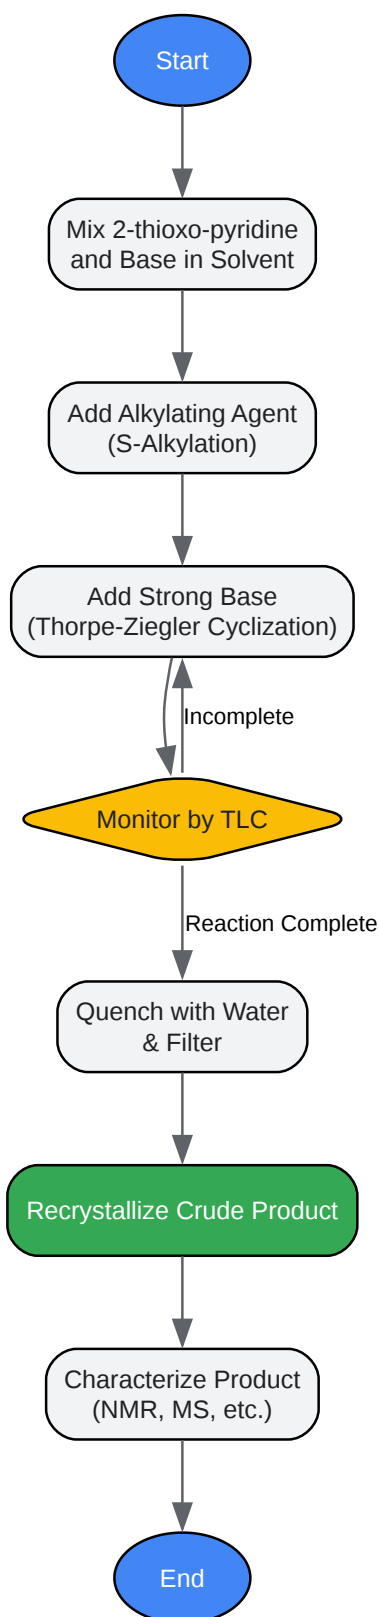 Start
Mix 2-thioxo-pyridine
and Base in Solvent
Add Alkylating Agent
(S-Alkylation)
Add Strong Base
(Thorpe-Ziegler Cyclization)
Incomplete
Monitor by TLC
Reaction Complete
Quench with Water
& Filter
Recrystallize Crude Product
Characterize Product
(NMR, MS, etc.)
End